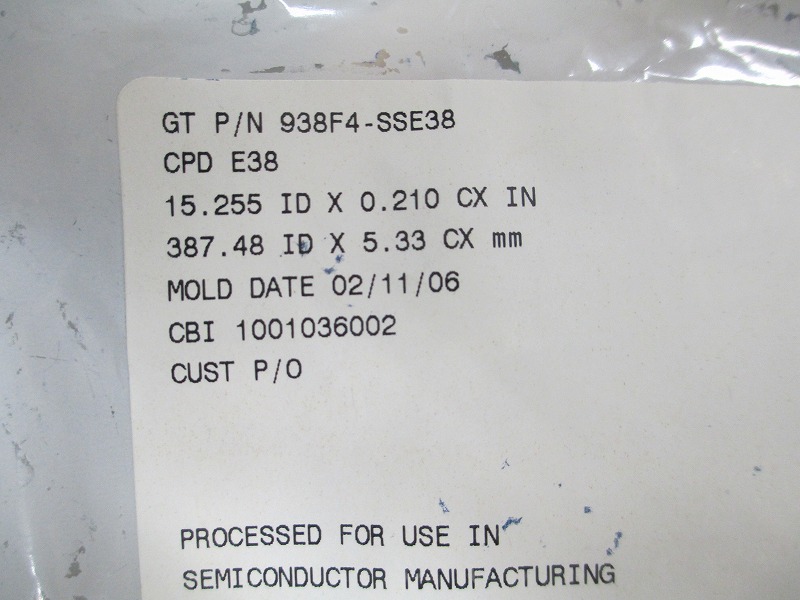 GT P/N 938F4-SSE38
CPD E38
15.255 ID X 0.210 CX IN
387.48 ID X 5.33 CX mm
MOLD DATE 02/11/06
CBI 1001036002
CUST P/O
PROCESSED FOR USE IN
SEMICONDUCTOR MANUFACTURING